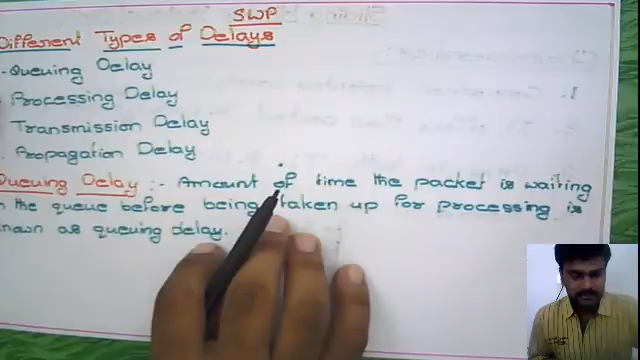 SWP
Different Types of Delays
- Queuing Delay
Processing Delay
Transmission Delay
Propagation Delay
Queuing Delay :- Amount of time the packet is waiting
in the queue before being taken up for processing is
known as queuing delay.